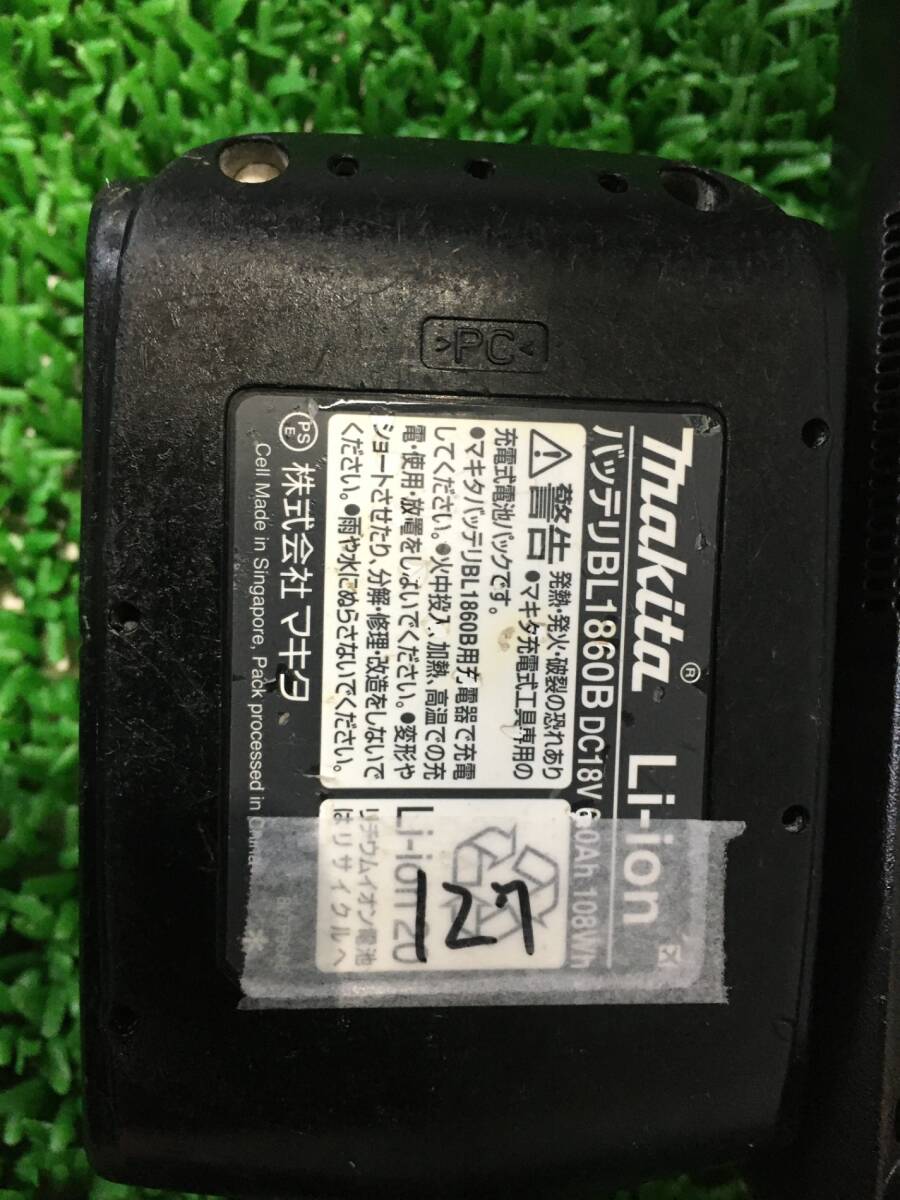 >PC<
makita® Li-ion
バッテリBL1860B DC18V 6.0Ah 108Wh
警告 発熱・発火・破裂の恐れあり
●マキタ充電式工具専用の
充電式電池パックです。
●マキタバッテリBL1860B用充電器で充電
してください。●火中投入、加熱、高温での充
電・使用・放置をしないでください。●変形や
ショートさせたり、分解・修理・改造をしないで
ください。●雨や水にぬらさないでください。
Li-ion 20
リチウムイオン電池
はリサイクルへ
127
PS
E
株式会社 マキタ
Cell Made in Singapore, Pack processed in China